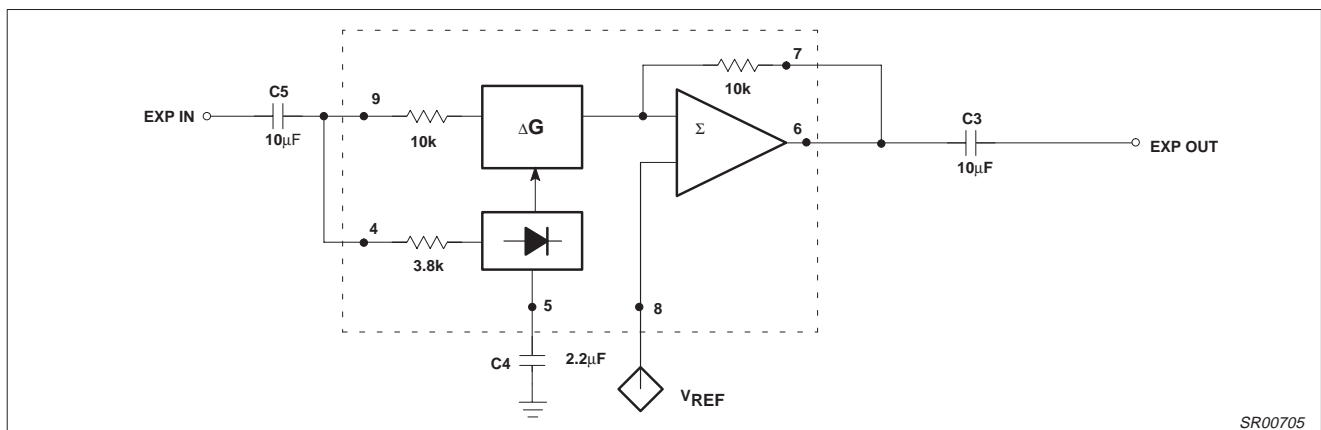 EXP IN
C5
10µF
9
10k
ΔG
4
3.8k
5
C4
2.2µF
7
10k
Σ
6
8
VREF
C3
10µF
EXP OUT
SR00705